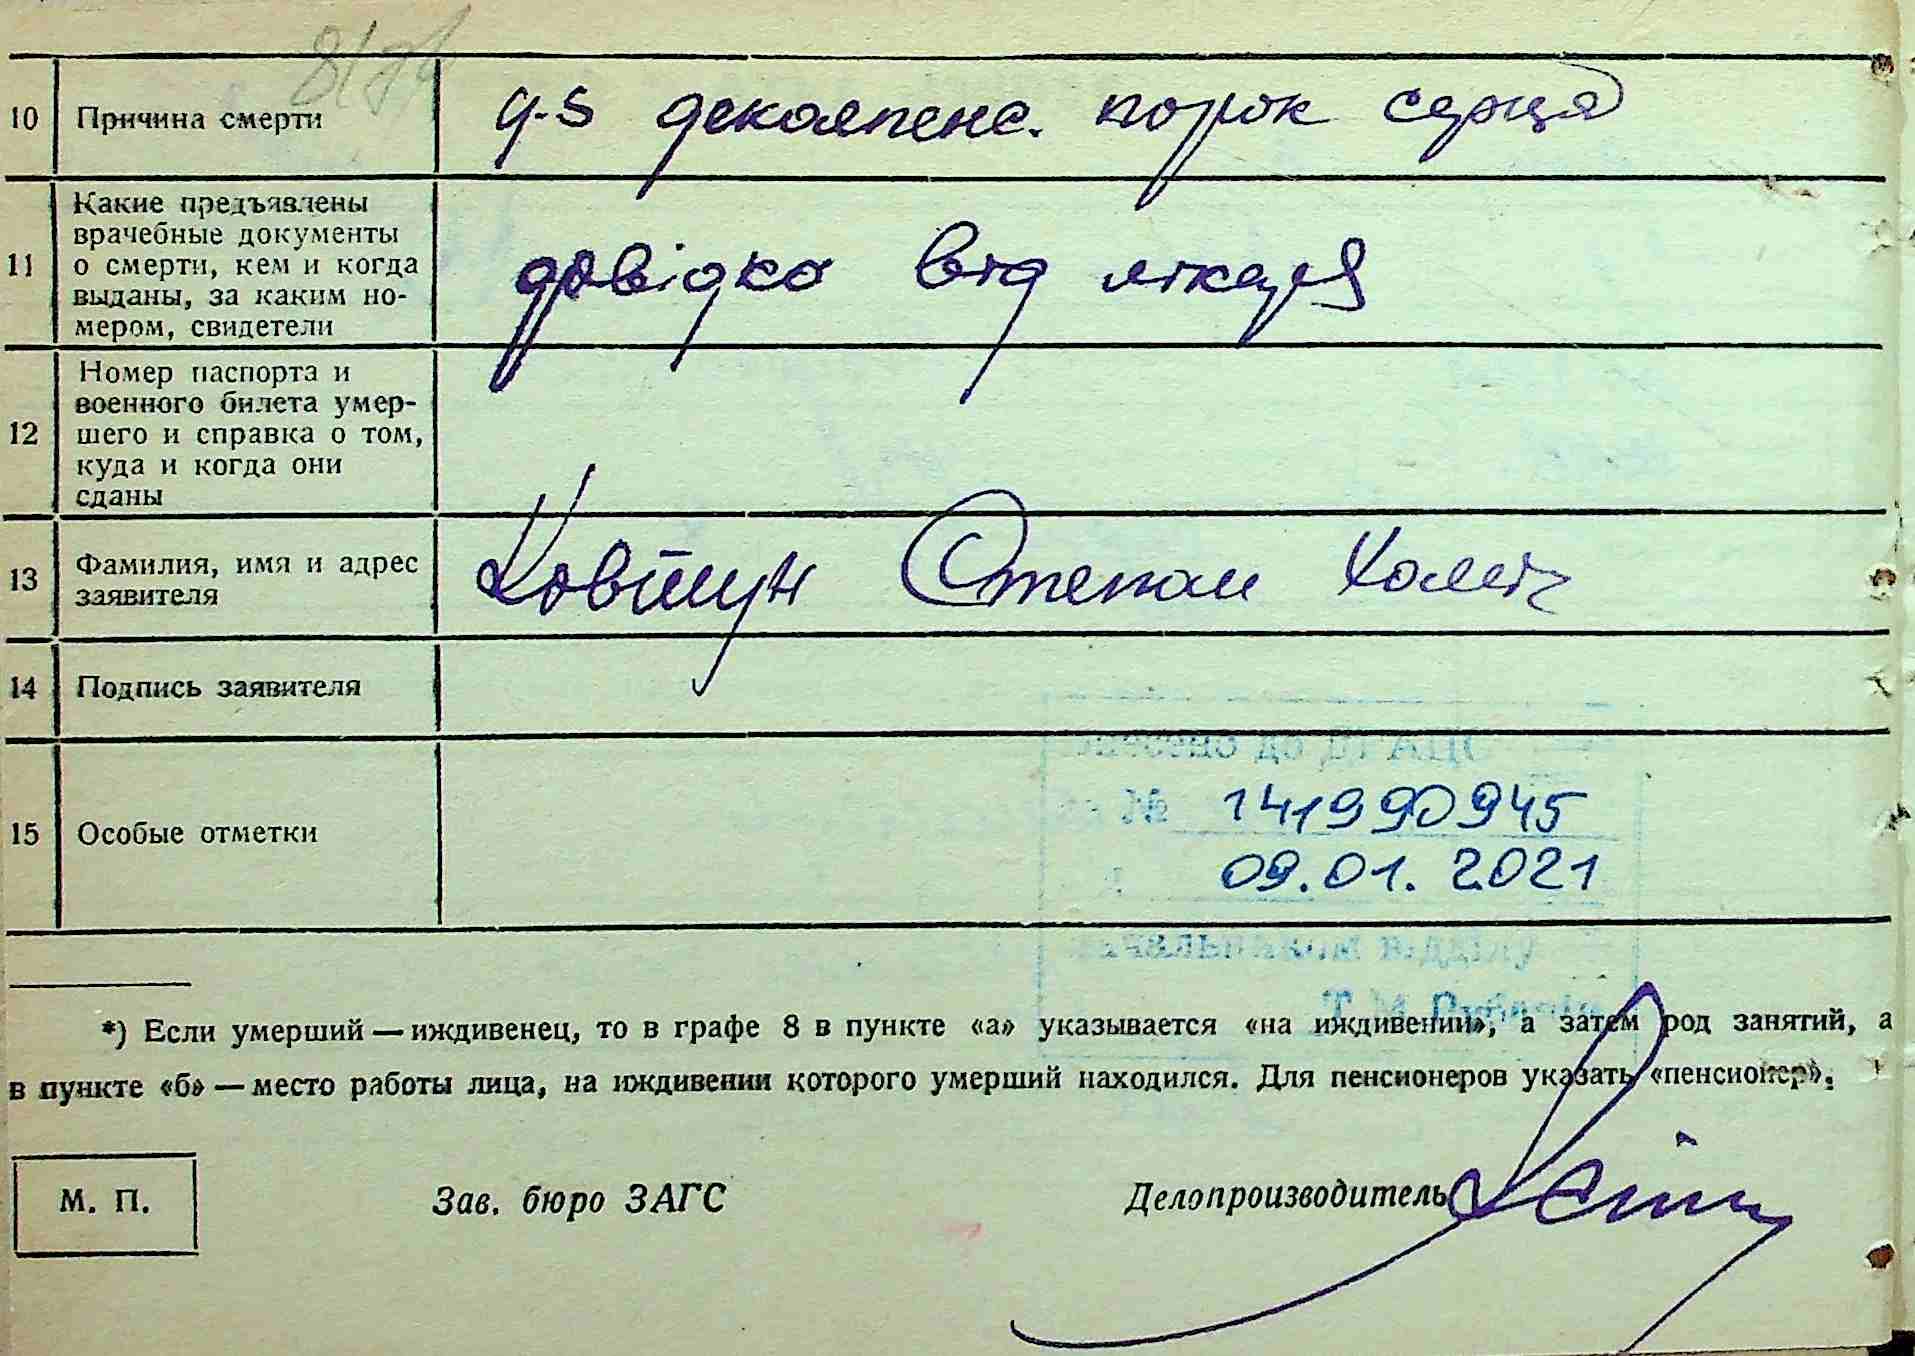 10 Причина смерти д-з декомпенс. порок серця
11 Какие предъявлены
врачебные документы
о смерти, кем и когда
выданы, за каким но-
мером, свидетели
довідка від лікаря
12 Номер паспорта и
военного билета умер-
шего и справка о том,
куда и когда они
сданы
13 Фамилия, имя и адрес
заявителя
Ковтун Степан
14 Подпись заявителя
15 Особые отметки
№ 141990945
09.01.2021
*) Если умерший — иждивенец, то в графе 8 в пункте «а» указывается «на иждивении», а затем род занятий, а
в пункте «б» — место работы лица, на иждивении которого умерший находился. Для пенсионеров указать «пенсионер».
М. П. Зав. бюро ЗАГС Делопроизводитель